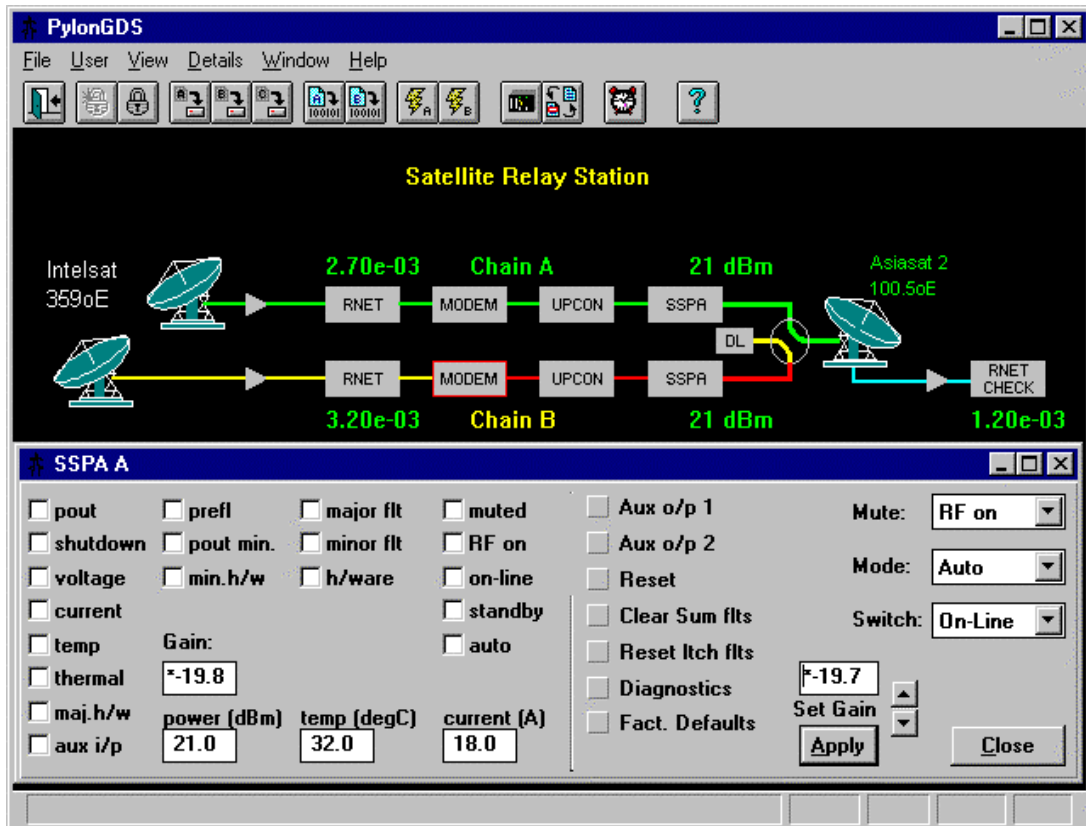 PylonGDS
File User View Details Window Help
A B C A 100101 B 100101 A B ?
Satellite Relay Station
Intelsat
359oE
2.70e-03 Chain A 21 dBm
Asiasat 2
100.5oE
RNET MODEM UPCON SSPA
DL
RNET MODEM UPCON SSPA
RNET
CHECK
3.20e-03 Chain B 21 dBm 1.20e-03
SSPA A
pout prefl major flt muted Aux o/p 1 Mute: RF on
shutdown pout min. minor flt RF on Aux o/p 2
voltage min.h/w h/ware on-line Reset Mode: Auto
current standby Clear Sum flts Switch: On-Line
temp Gain: auto Reset ltch flts
thermal *-19.8 Diagnostics *-19.7
maj.h/w power (dBm) temp (degC) current (A) Fact. Defaults Set Gain
aux i/p 21.0 32.0 18.0 Apply Close